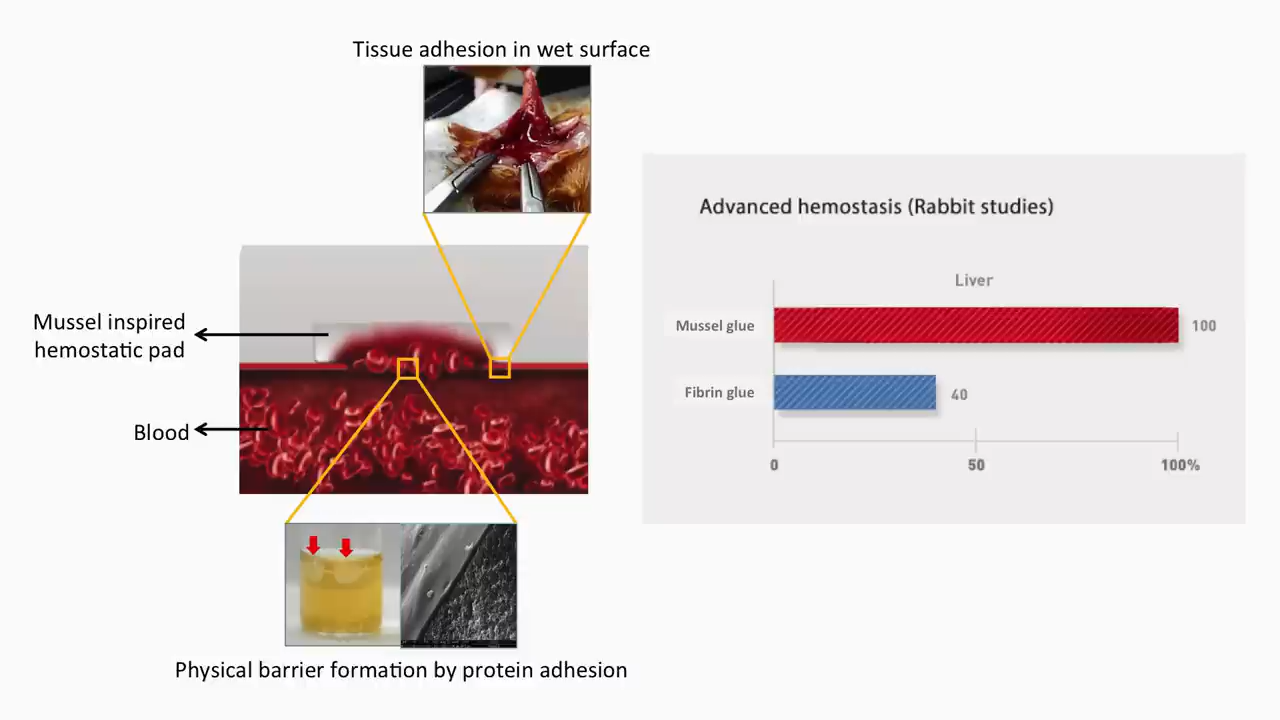 Tissue adhesion in wet surface
Mussel inspired
hemostatic pad
Blood
Physical barrier formation by protein adhesion
Advanced hemostasis (Rabbit studies)
Liver
Mussel glue
100
Fibrin glue
40
0
50
100%